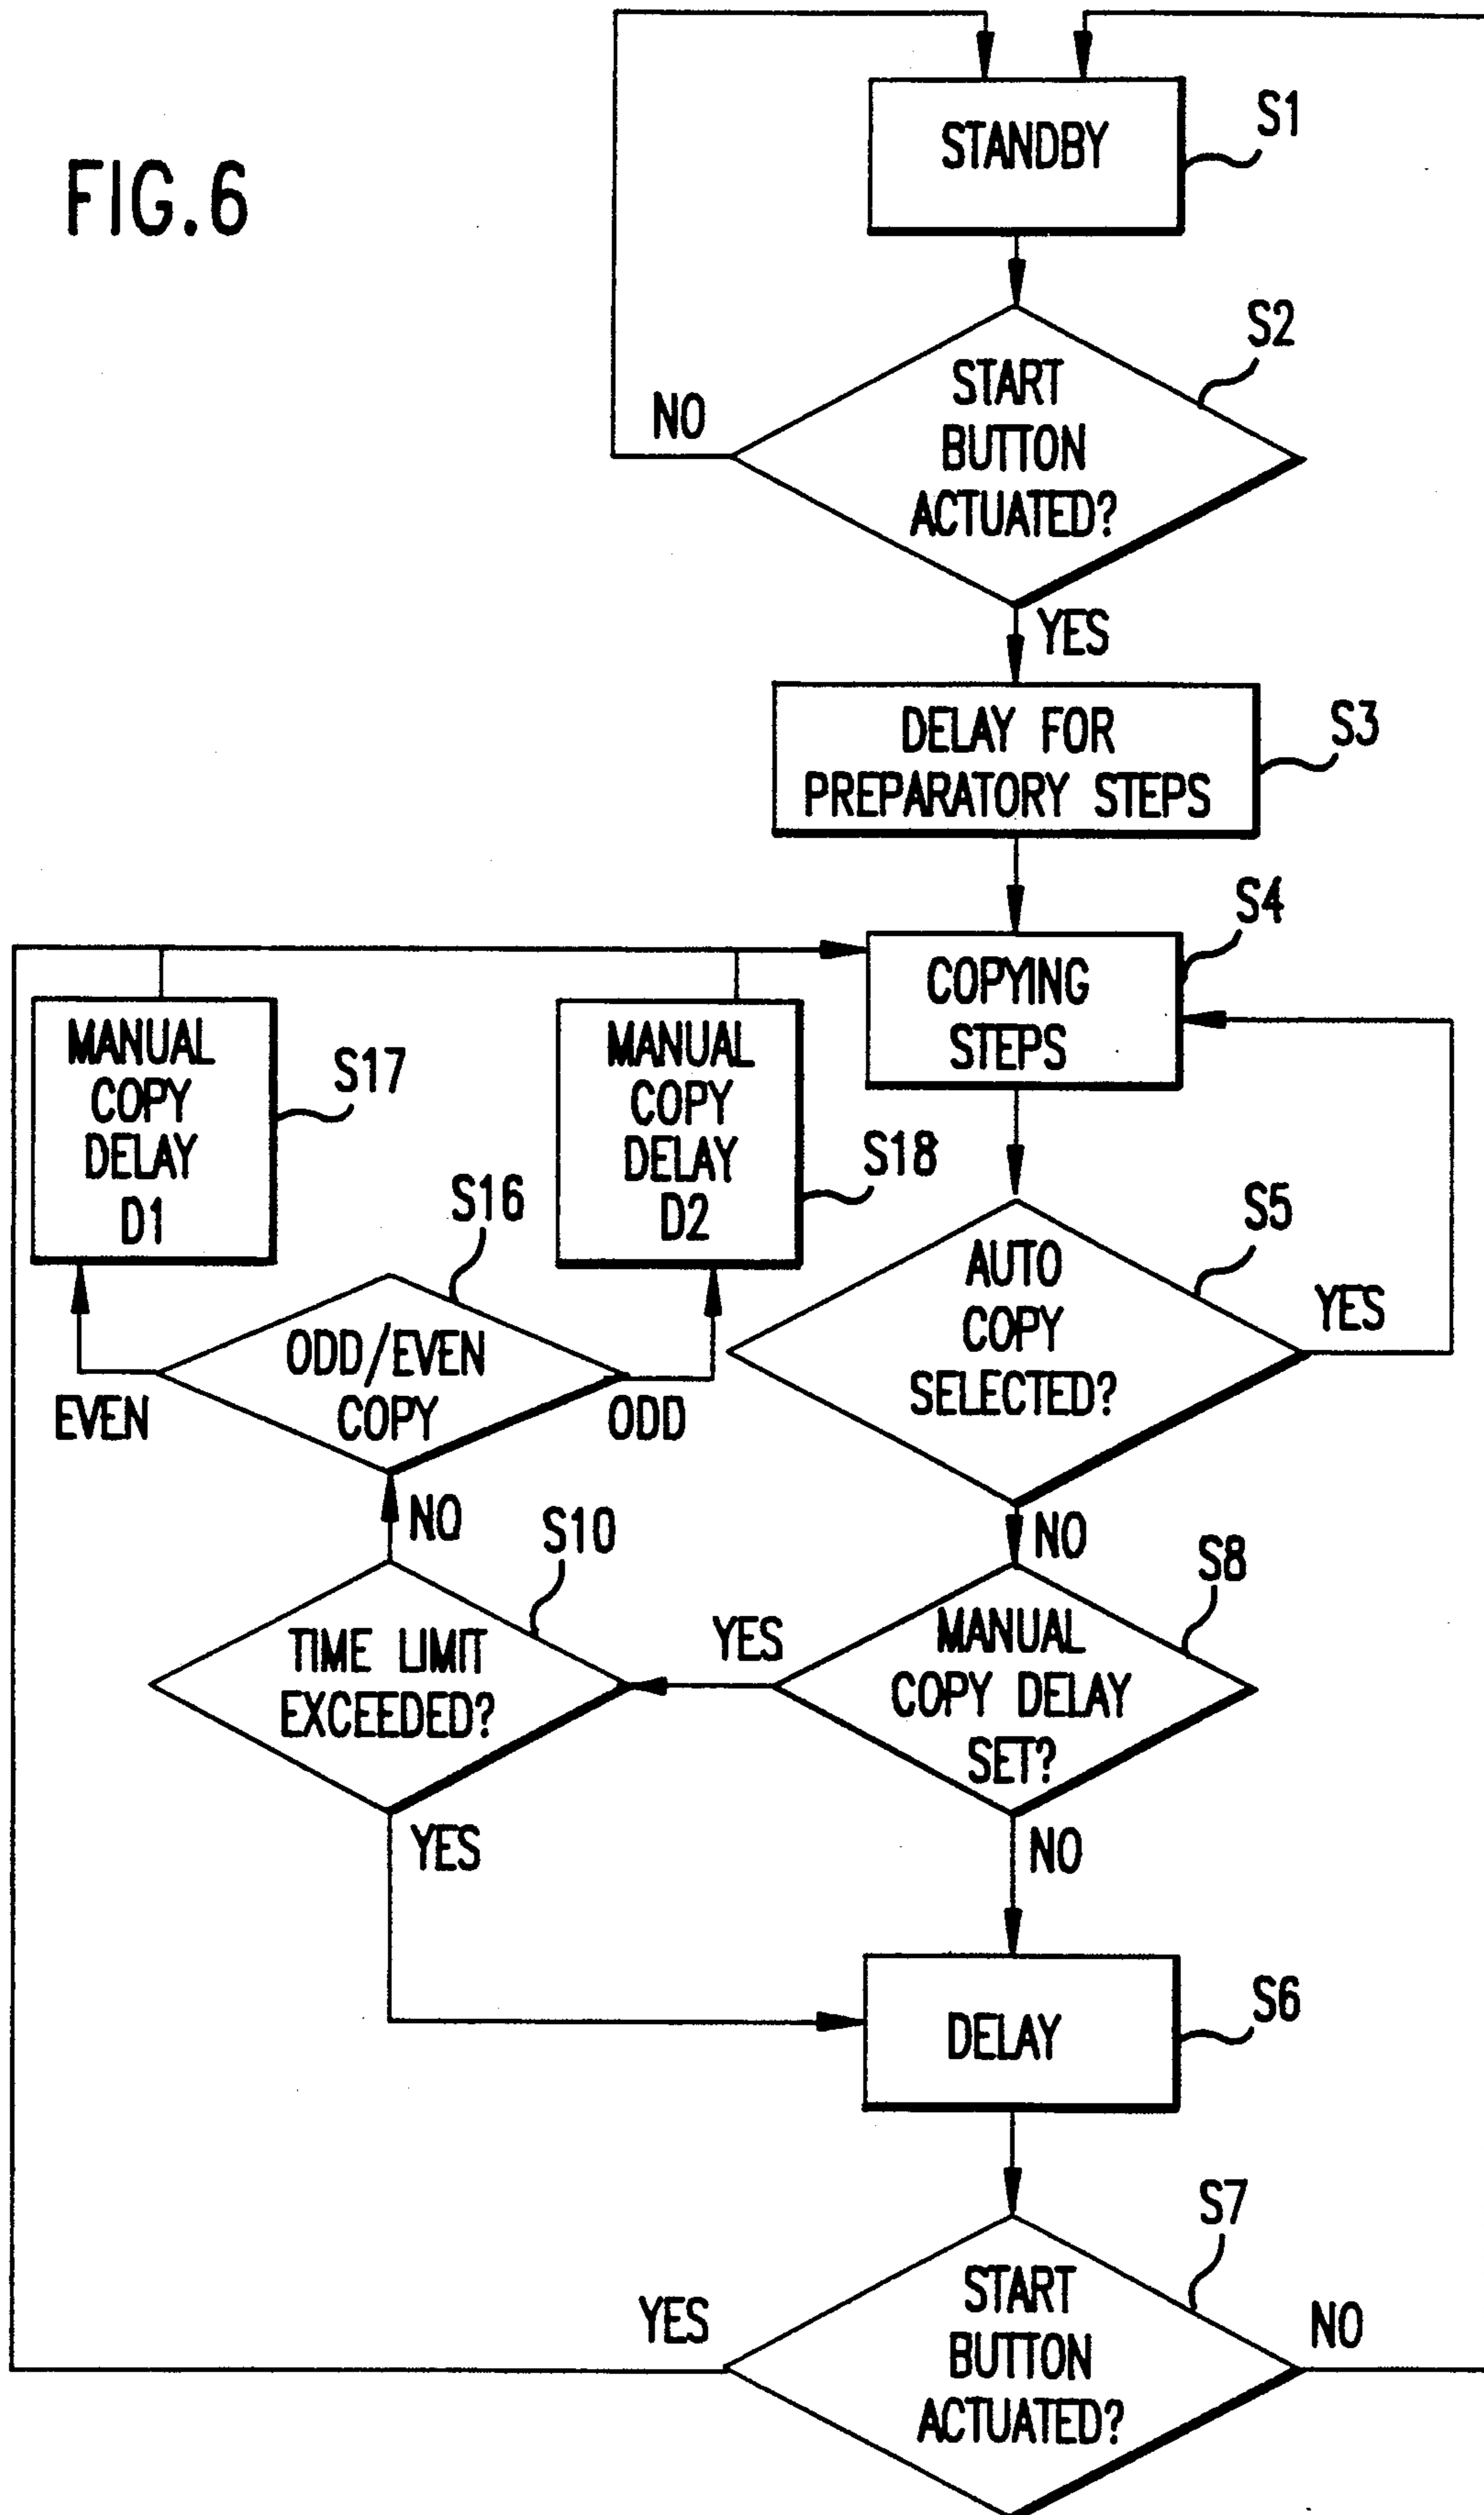 FIG.6
STANDBY
S1
START
BUTTON
ACTUATED?
S2
NO
YES
DELAY FOR
PREPARATORY STEPS
S3
COPYING
STEPS
S4
MANUAL
COPY
DELAY
D1
S17
MANUAL
COPY
DELAY
D2
S18
S16
ODD/EVEN
COPY
EVEN
ODD
AUTO
COPY
SELECTED?
S5
YES
NO
NO
S10
TIME LIMIT
EXCEEDED?
YES
MANUAL
COPY DELAY
SET?
S8
YES
NO
DELAY
S6
START
BUTTON
ACTUATED?
S7
YES
NO